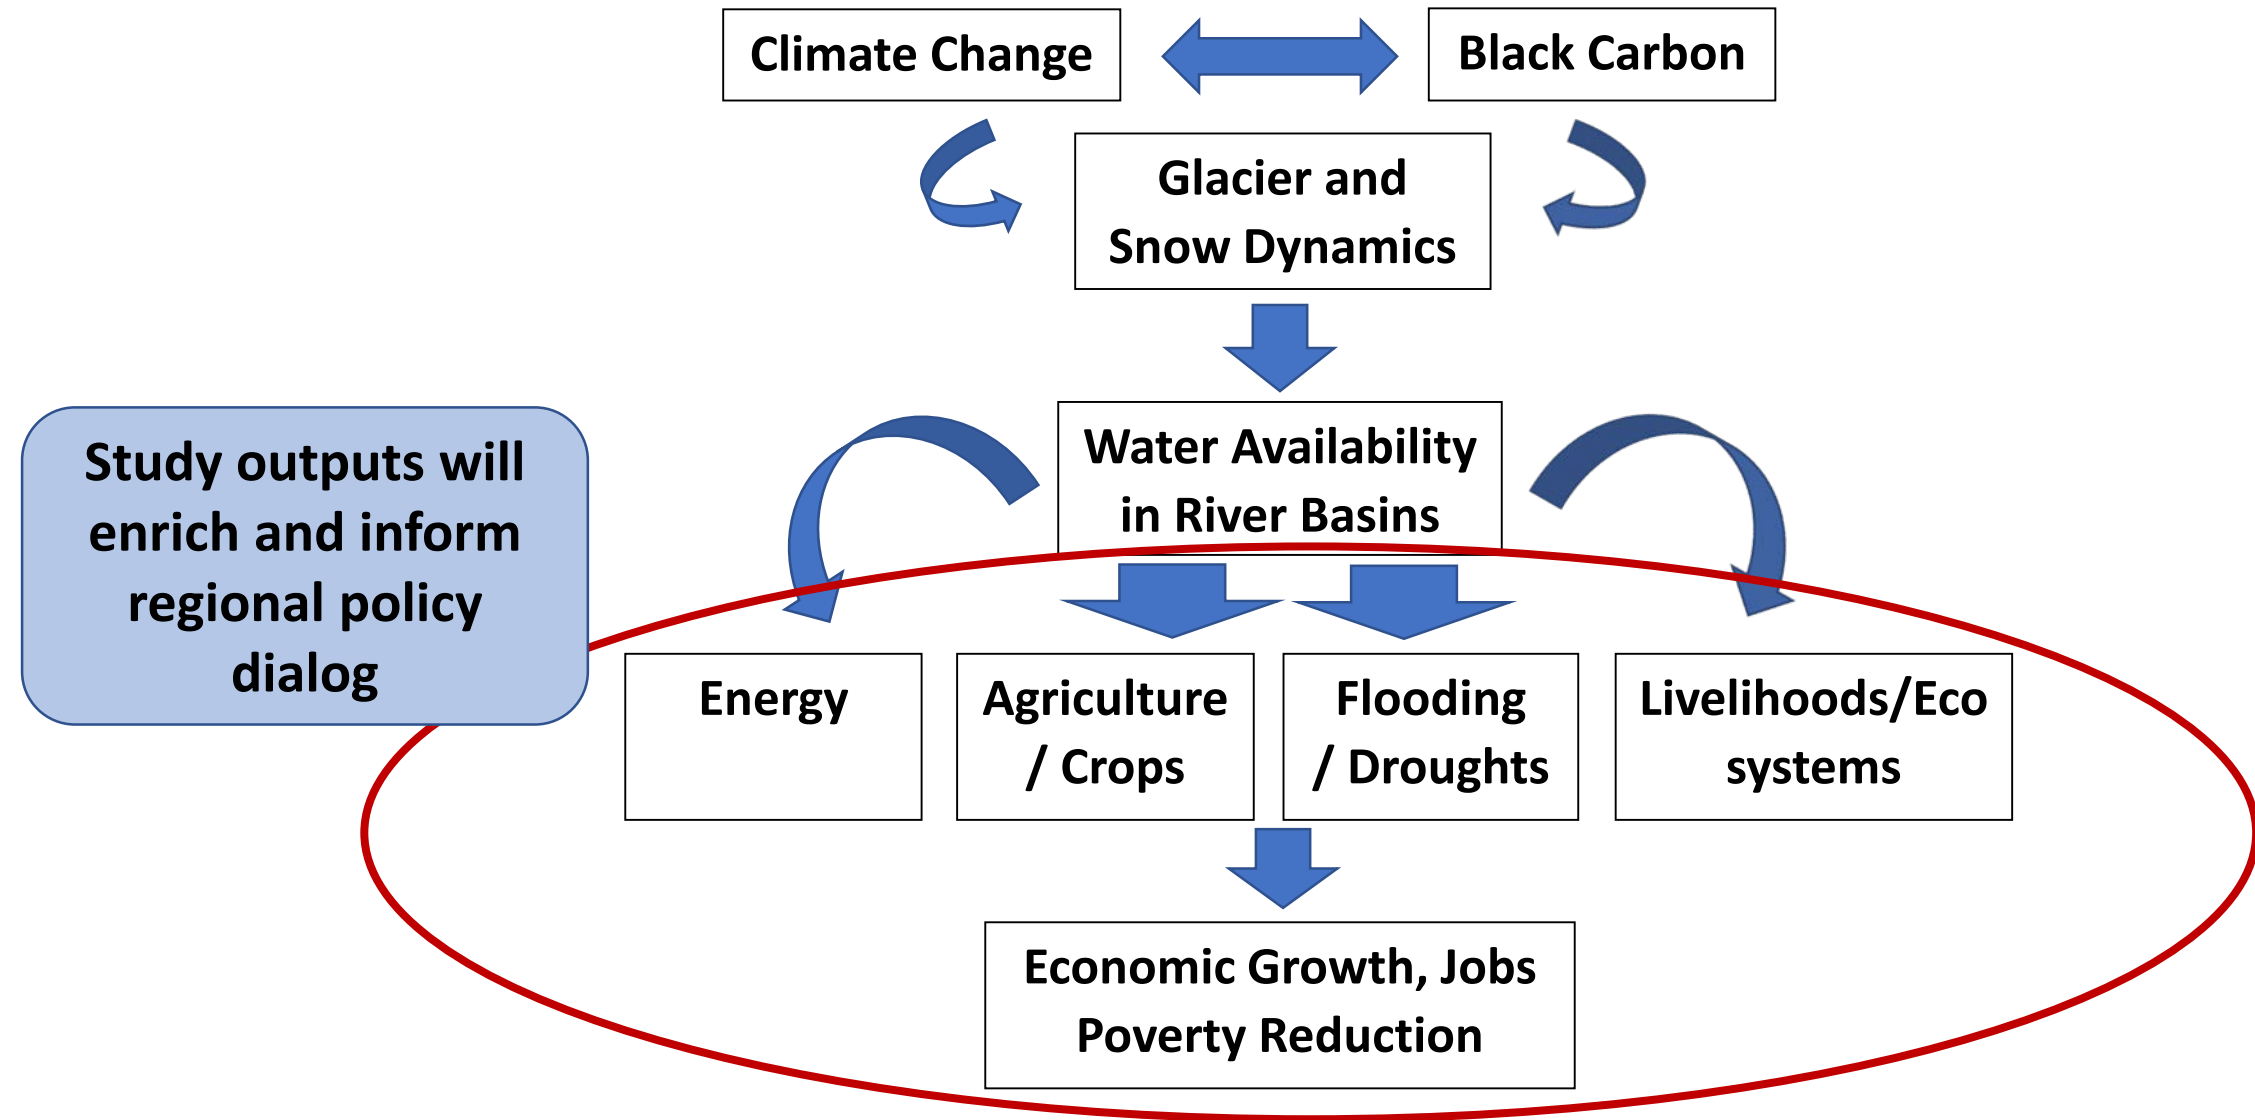 Climate Change
Black Carbon
Glacier and
Snow Dynamics
Water Availability
in River Basins
Study outputs will
enrich and inform
regional policy
dialog
Energy
Agriculture
/ Crops
Flooding
/ Droughts
Livelihoods/Eco
systems
Economic Growth, Jobs
Poverty Reduction